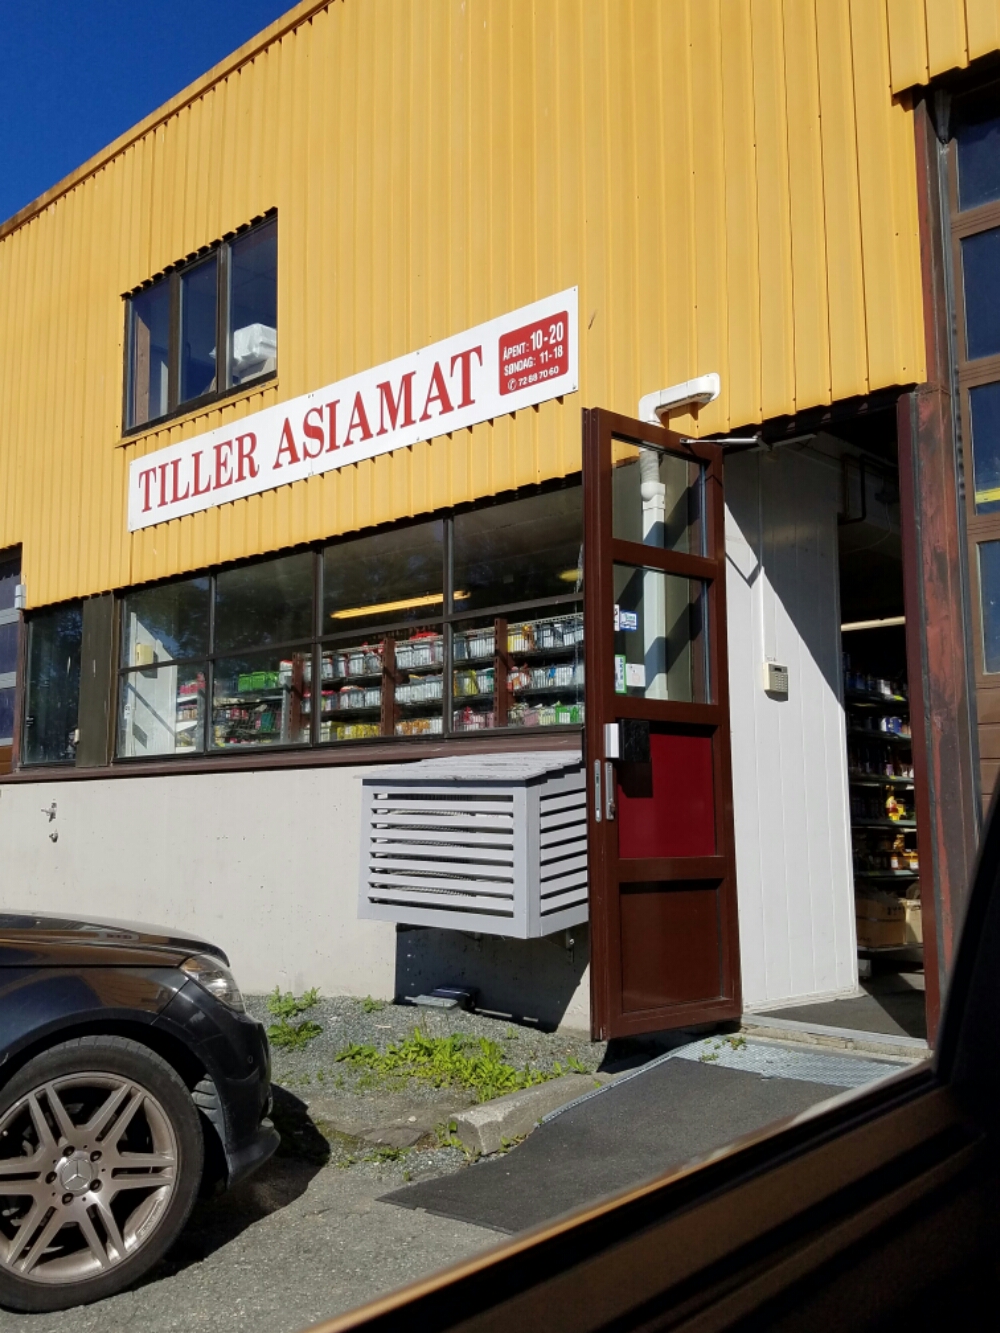 TILLER ASIAMAT
ÅPENT: 10-20
SØNDAG: 11-18
✆ 72 88 70 60